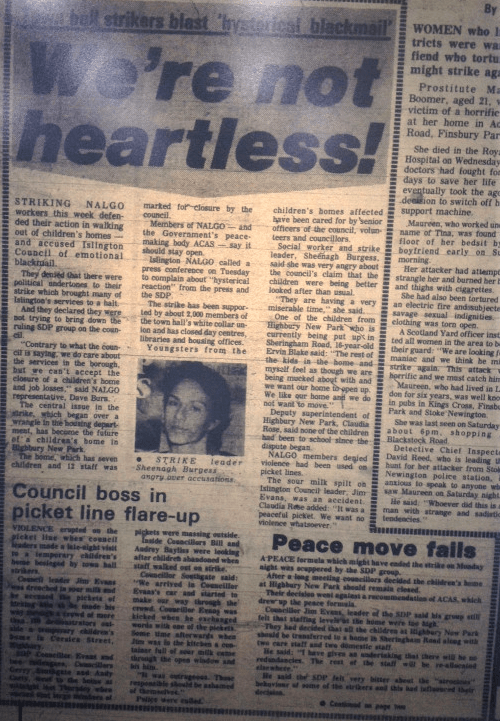 town hall strikers blast 'hysterical blackmail'
We're not
heartless!
STRIKING NALGO
workers this week defen-
ded their action in walking
out of children's homes —
and accused Islington
Council of emotional
blackmail.
They denied that there were
political undertones to their
strike which brought many of
Islington's services to a halt.
And they declared they were
not trying to bring down the
ruling SDP group on the coun-
cil.
"Contrary to what the coun-
cil is saying, we do care about
the services in the borough,
but we can't accept the
closure of a children's home
and job losses," said NALGO
representative, Dave Burn.
The central issue in the
strike, which began over a
wrangle in the housing depart-
ment, has become the future
of a children's home in
Highbury New Park.
The home, which has seven
children and 12 staff was
marked for closure by the
council.
Members of NALGO — and
the Government's peace-
making body ACAS — say it
should stay open.
Islington NALGO called a
press conference on Tuesday
to complain about "hysterical
reaction" from the press and
the SDP.
The strike has been suppor-
ted by about 2,000 members of
the town hall's white collar un-
ion and has closed day centres,
libraries and housing offices.
Youngsters from the
• STRIKE leader
Sheenagh Burgess,
angry over accusations.
children's homes affected
have been cared for by senior
officers of the council, volun-
teers and councillors.
Social worker and strike
leader, Sheenagh Burgess,
said she was very angry about
the council's claim that the
children were being better
looked after than usual.
"They are having a very
miserable time," she said.
One of the children from
Highbury New Park who is
currently being put up in
Sheringham Road, 16-year-old
Ervin Blake said: "The rest of
the kids in the home and
myself feel as though we are
being mucked about with and
we want our home to open up.
We like our home and we do
not want to move."
Deputy superintendent of
Highbury New Park, Claudia
Rose, said none of the children
had been to school since the
dispute began.
NALGO members denied
violence had been used on
picket lines.
The sour milk spilt on
Islington Council leader, Jim
Evans, was an accident.
Claudia Rose added: "It was a
peaceful picket. We want no
violence whatsoever."
Council boss in
picket line flare-up
VIOLENCE erupted on the
picket line when council
leaders made a late-night visit
to a temporary children's
home besieged by town hall
strikers.
Council leader Jim Evans
was drenched in sour milk and
pickets were massing outside.
Inside Councillors Bill and
Audrey Bayliss were looking
after children abandoned when
staff walked out on strike.
Councillor Southgate said:
"We arrived in Councillor
Evans's car and started to
make our way through the
crowd. Councillor Evans was
kicked when he exchanged
words with one of the pickets.
Some time afterwards when
Jim was in the kitchen a con-
tainer full of sour milk came
through the open window and
hit him.
"It was outrageous. Those
responsible should be ashamed
of themselves."
Police were called.
Peace move fails
A PEACE formula which might have ended the strike on Monday
night was scuppered by the SDP group.
After a long meeting councillors decided the children's home
at Highbury New Park should remain closed.
Their decision went against a recommendation of ACAS, which
drew up the peace formula.
Councillor Jim Evans, leader of the SDP said his group still
felt that staffing levels at the home were too high.
They had decided that all the children at Highbury New Park
should be transferred to a home in Sheringham Road along with
two care staff and two domestic staff.
He said: "I have given an undertaking that there will be no
redundancies. The rest of the staff will be re-allocated
elsewhere."
He said the SDP felt very bitter about the
behaviour of some of the strikers and this had influenced their
decision.
• Continued on page two
By
WOMEN who li
tricts were wa
fiend who tortu
might strike ag
Prostitute Ma
Boomer, aged 21,
victim of a horrific
at her home in Ad
Road, Finsbury Par
She died in the Roya
Hospital on Wednesda
doctors had fought for
days to save her life
eventually took the ago
decision to switch off h
support machine.
Maureen, who worked un
name of Tina, was found
floor of her bedsit by
boyfriend early on Su
morning.
Her attacker had attemp
strangle her and burned her l
and thighs with cigarettes.
She had also been tortured
an electric fire and subjecte
savage sexual indignities.
clothing was torn open.
A Scotland Yard officer inst
ted all women in the area to b
their guard: "We are looking f
maniac and we think he mi
strike again. This attack
horrific and we must catch hi
Maureen, who had lived in l
don for six years, was well know
in pubs in Kings Cross, Finsl
Park and Stoke Newington.
She was last seen on Saturday
about 6pm, shopping
Blackstock Road.
Detective Chief Inspecto
David Reed, who is leading t
hunt for her attacker from Stok
Newington police station,
anxious to speak to anyone wh
saw Maureen on Saturday nigh
He said: "Whoever did this is
man with strange and sadisti
tendencies."